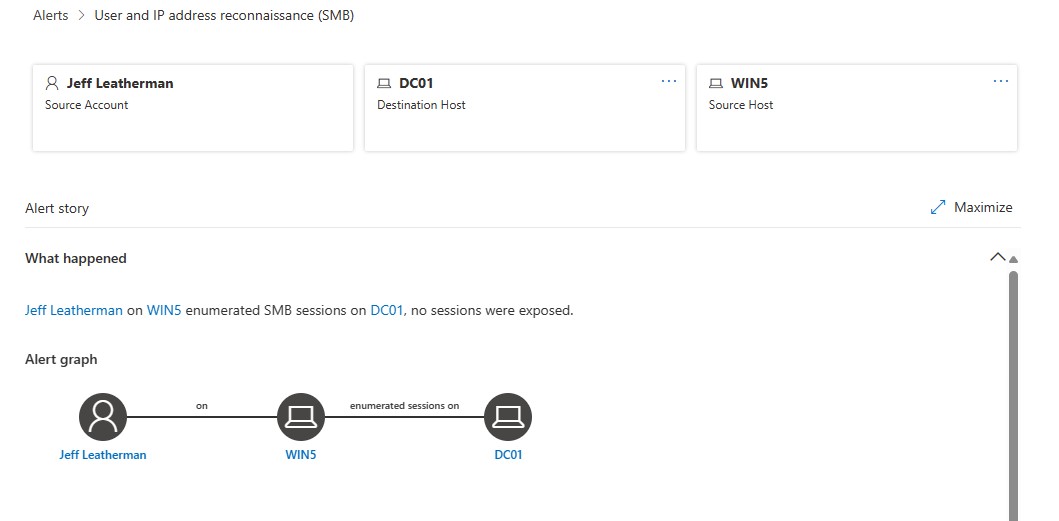 Alerts > User and IP address reconnaissance (SMB)
Jeff Leatherman
Source Account
DC01 ...
Destination Host
WIN5 ...
Source Host
Alert story
Maximize
What happened
Jeff Leatherman on WIN5 enumerated SMB sessions on DC01, no sessions were exposed.
Alert graph
on
enumerated sessions on
Jeff Leatherman
WIN5
DC01